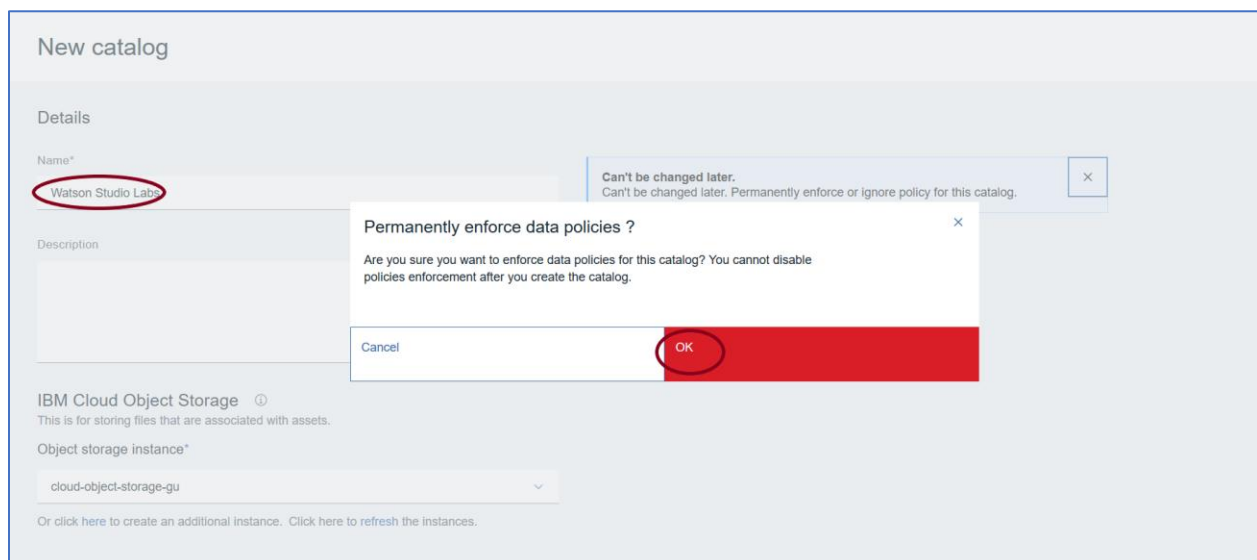 New catalog
Details
Name*
Watson Studio Labs
Can't be changed later.
Can't be changed later. Permanently enforce or ignore policy for this catalog.
Description
Permanently enforce data policies ?
Are you sure you want to enforce data policies for this catalog? You cannot disable
policies enforcement after you create the catalog.
Cancel
OK
IBM Cloud Object Storage
This is for storing files that are associated with assets.
Object storage instance*
cloud-object-storage-gu
Or click here to create an additional instance. Click here to refresh the instances.